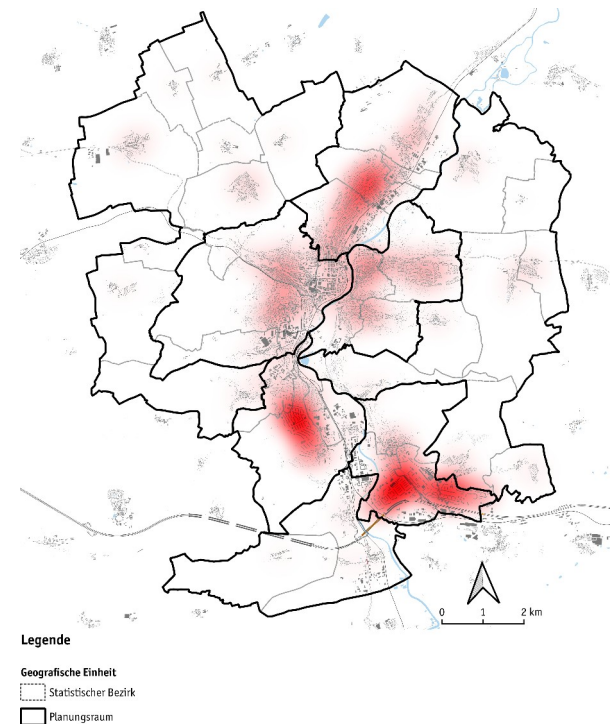 0 1 2 km
Legende
Geografische Einheit
Statistischer Bezirk
Planungsraum